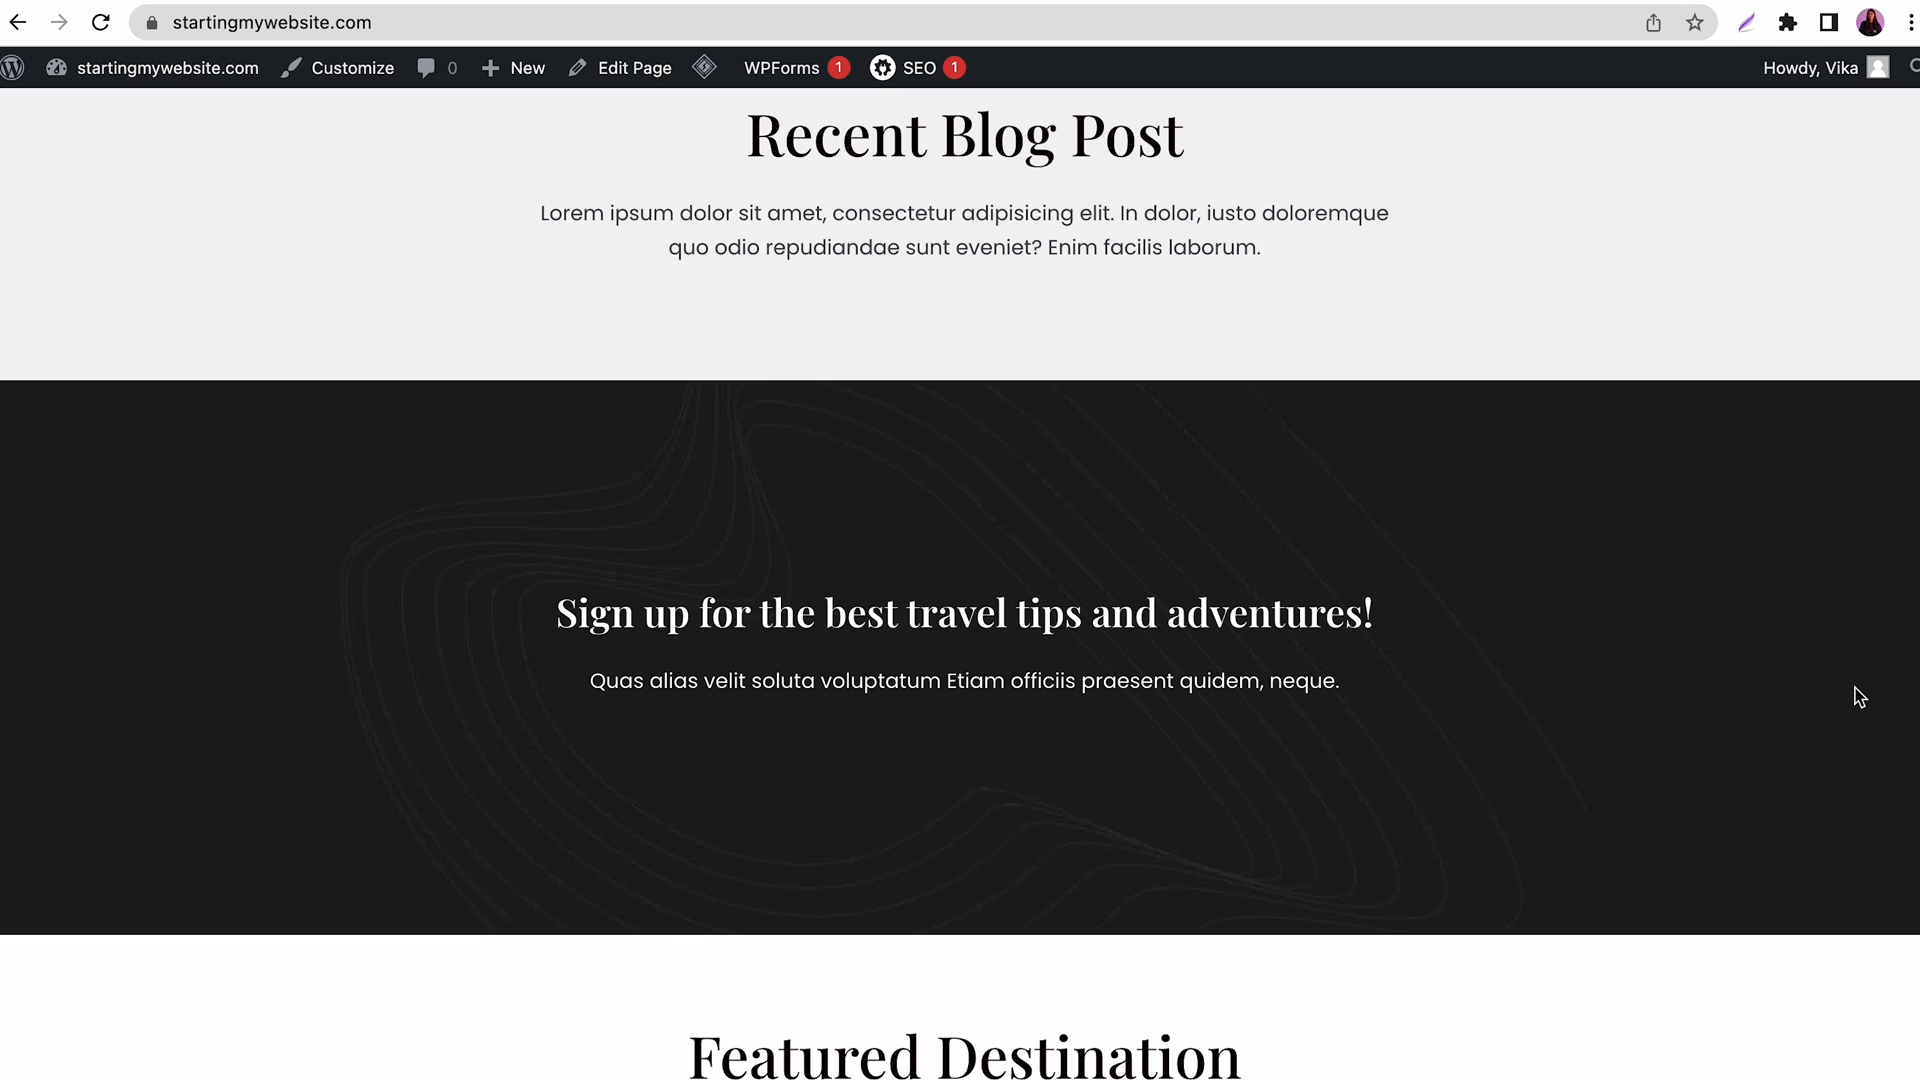 startingmywebsite.com
startingmywebsite.com Customize 0 New Edit Page WPForms 1 SEO 1 Howdy, Vika
Recent Blog Post
Lorem ipsum dolor sit amet, consectetur adipisicing elit. In dolor, iusto doloremque
quo odio repudiandae sunt eveniet? Enim facilis laborum.
Sign up for the best travel tips and adventures!
Quas alias velit soluta voluptatum Etiam officiis praesent quidem, neque.
Featured Destination